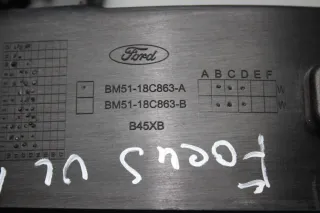 Ford
A B C D E F
BM51-18C863-A W
BM51-18C863-B W
B45XB
FOCUS